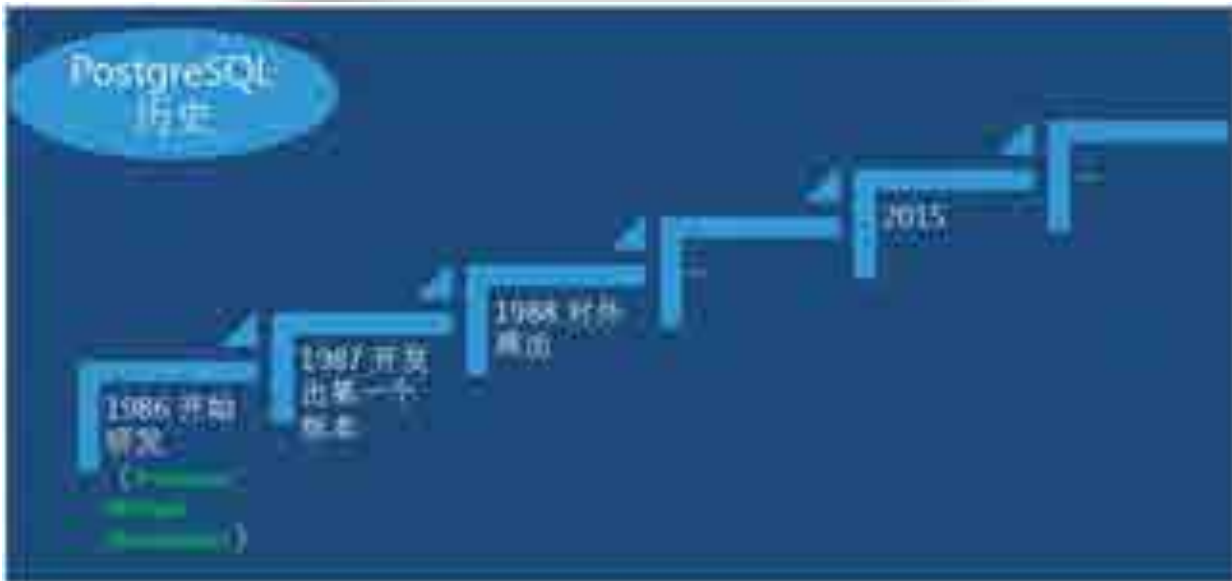 PostgreSQL
历史
1986 开始
研发
1987 开发
出第一个
版本
1988 对外
展出
...
2015
...